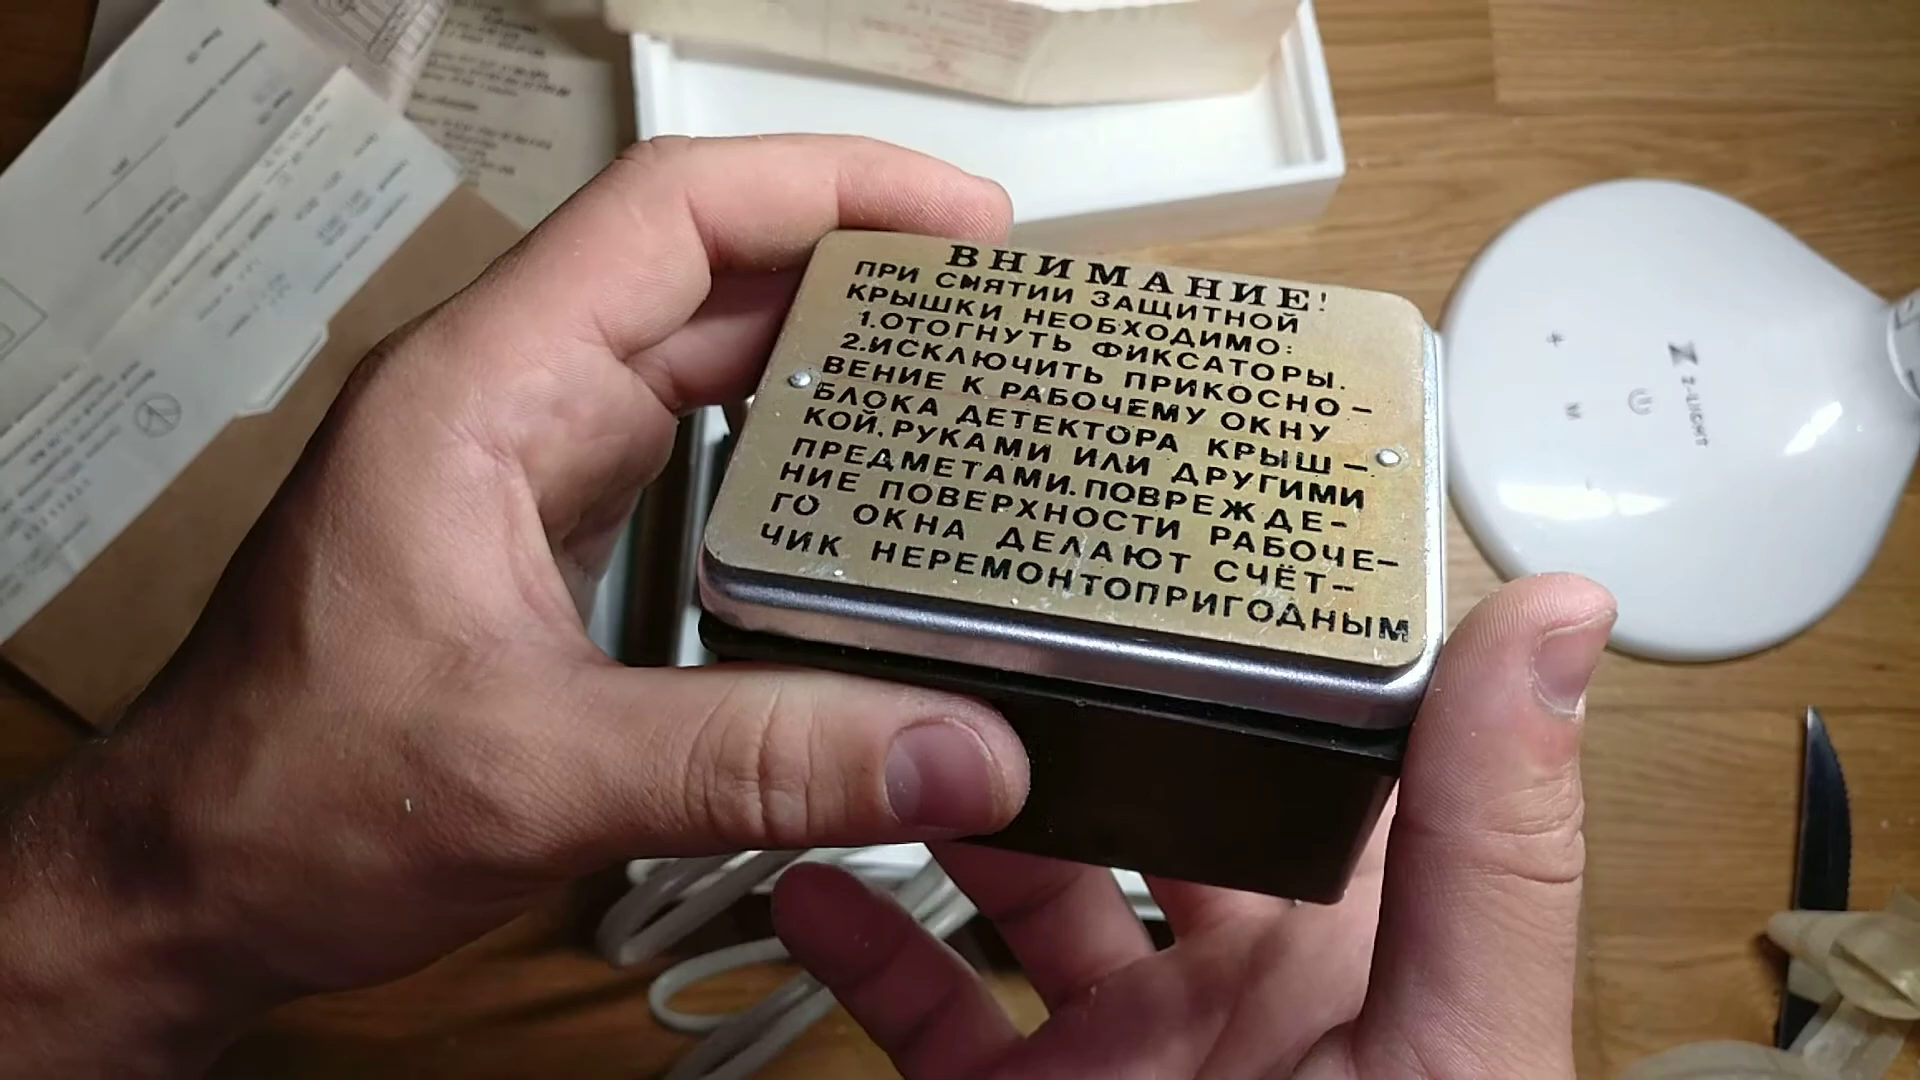 ВНИМАНИЕ!
ПРИ СНЯТИИ ЗАЩИТНОЙ
КРЫШКИ НЕОБХОДИМО:
1.ОТОГНУТЬ ФИКСАТОРЫ.
2.ИСКЛЮЧИТЬ ПРИКОСНО-
ВЕНИЕ К РАБОЧЕМУ ОКНУ
БЛОКА ДЕТЕКТОРА КРЫШ-
КОЙ, РУКАМИ ИЛИ ДРУГИМИ
ПРЕДМЕТАМИ. ПОВРЕЖДЕ-
НИЕ ПОВЕРХНОСТИ РАБОЧЕ-
ГО ОКНА ДЕЛАЮТ СЧЁТ-
ЧИК НЕРЕМОНТОПРИГОДНЫМ
Z-LIGHT